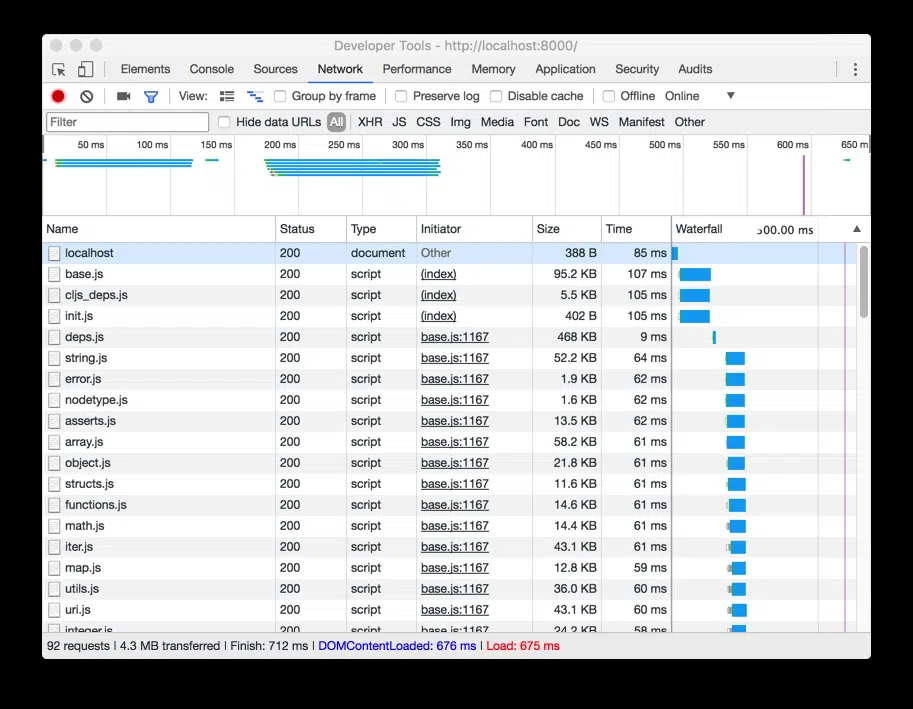 Developer Tools - http://localhost:8000/
Elements Console Sources Network Performance Memory Application Security Audits
View: Group by frame Preserve log Disable cache Offline Online
Filter Hide data URLs All XHR JS CSS Img Media Font Doc WS Manifest Other
50 ms 100 ms 150 ms 200 ms 250 ms 300 ms 350 ms 400 ms 450 ms 500 ms 550 ms 600 ms 650 m
Name Status Type Initiator Size Time Waterfall 00.00 ms
localhost 200 document Other 388 B 85 ms
base.js 200 script (index) 95.2 KB 107 ms
cljs_deps.js 200 script (index) 5.5 KB 105 ms
init.js 200 script (index) 402 B 105 ms
deps.js 200 script base.js:1167 468 KB 9 ms
string.js 200 script base.js:1167 52.2 KB 64 ms
error.js 200 script base.js:1167 1.9 KB 62 ms
nodetype.js 200 script base.js:1167 1.6 KB 62 ms
asserts.js 200 script base.js:1167 13.5 KB 62 ms
array.js 200 script base.js:1167 58.2 KB 61 ms
object.js 200 script base.js:1167 21.8 KB 61 ms
structs.js 200 script base.js:1167 11.6 KB 61 ms
functions.js 200 script base.js:1167 14.6 KB 61 ms
math.js 200 script base.js:1167 14.4 KB 61 ms
iter.js 200 script base.js:1167 43.1 KB 61 ms
map.js 200 script base.js:1167 12.8 KB 59 ms
utils.js 200 script base.js:1167 36.0 KB 60 ms
uri.js 200 script base.js:1167 43.1 KB 60 ms
integer.js 200 script base.js:1167 24.2 KB 58 ms
92 requests | 4.3 MB transferred | Finish: 712 ms | DOMContentLoaded: 676 ms | Load: 675 ms